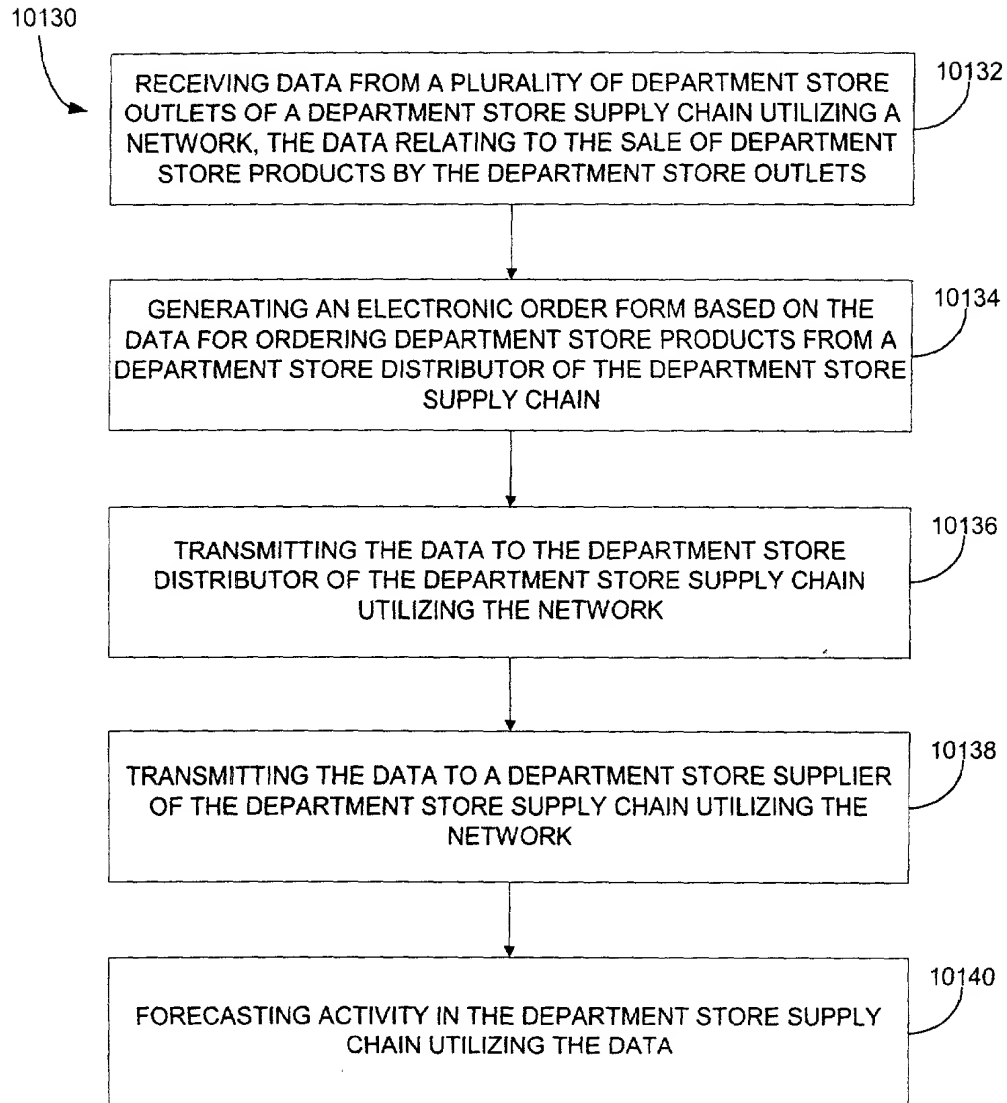 10130
RECEIVING DATA FROM A PLURALITY OF DEPARTMENT STORE
OUTLETS OF A DEPARTMENT STORE SUPPLY CHAIN UTILIZING A
NETWORK, THE DATA RELATING TO THE SALE OF DEPARTMENT
STORE PRODUCTS BY THE DEPARTMENT STORE OUTLETS
10132
GENERATING AN ELECTRONIC ORDER FORM BASED ON THE
DATA FOR ORDERING DEPARTMENT STORE PRODUCTS FROM A
DEPARTMENT STORE DISTRIBUTOR OF THE DEPARTMENT STORE
SUPPLY CHAIN
10134
TRANSMITTING THE DATA TO THE DEPARTMENT STORE
DISTRIBUTOR OF THE DEPARTMENT STORE SUPPLY CHAIN
UTILIZING THE NETWORK
10136
TRANSMITTING THE DATA TO A DEPARTMENT STORE SUPPLIER
OF THE DEPARTMENT STORE SUPPLY CHAIN UTILIZING THE
NETWORK
10138
FORECASTING ACTIVITY IN THE DEPARTMENT STORE SUPPLY
CHAIN UTILIZING THE DATA
10140